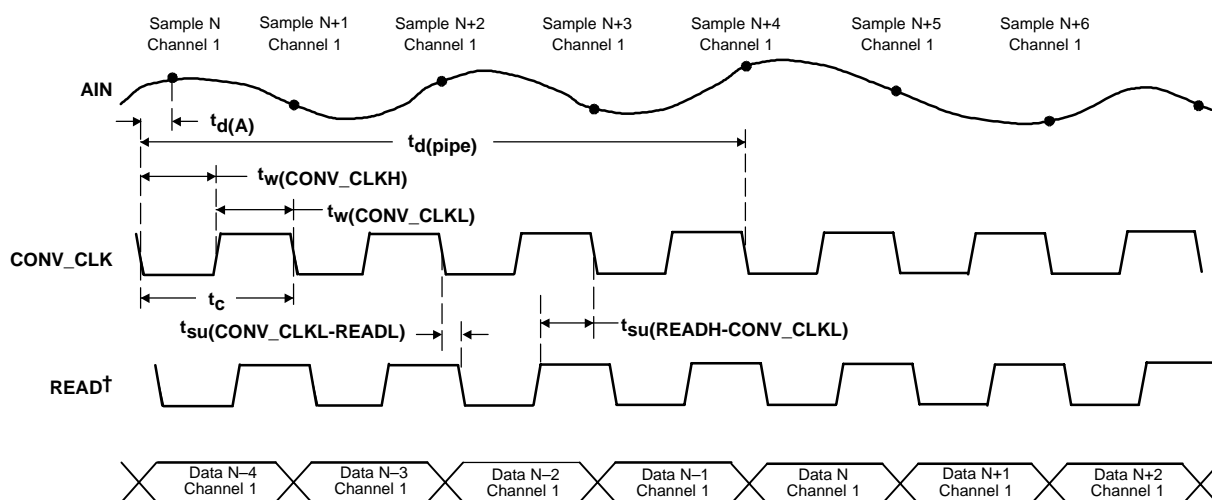 Sample N
Channel 1
Sample N+1
Channel 1
Sample N+2
Channel 1
Sample N+3
Channel 1
Sample N+4
Channel 1
Sample N+5
Channel 1
Sample N+6
Channel 1
AIN
td(A)
td(pipe)
tw(CONV_CLKH)
tw(CONV_CLKL)
CONV_CLK
tc
tsu(CONV_CLKL-READL)
tsu(READH-CONV_CLKL)
READ†
Data N–4
Channel 1
Data N–3
Channel 1
Data N–2
Channel 1
Data N–1
Channel 1
Data N
Channel 1
Data N+1
Channel 1
Data N+2
Channel 1